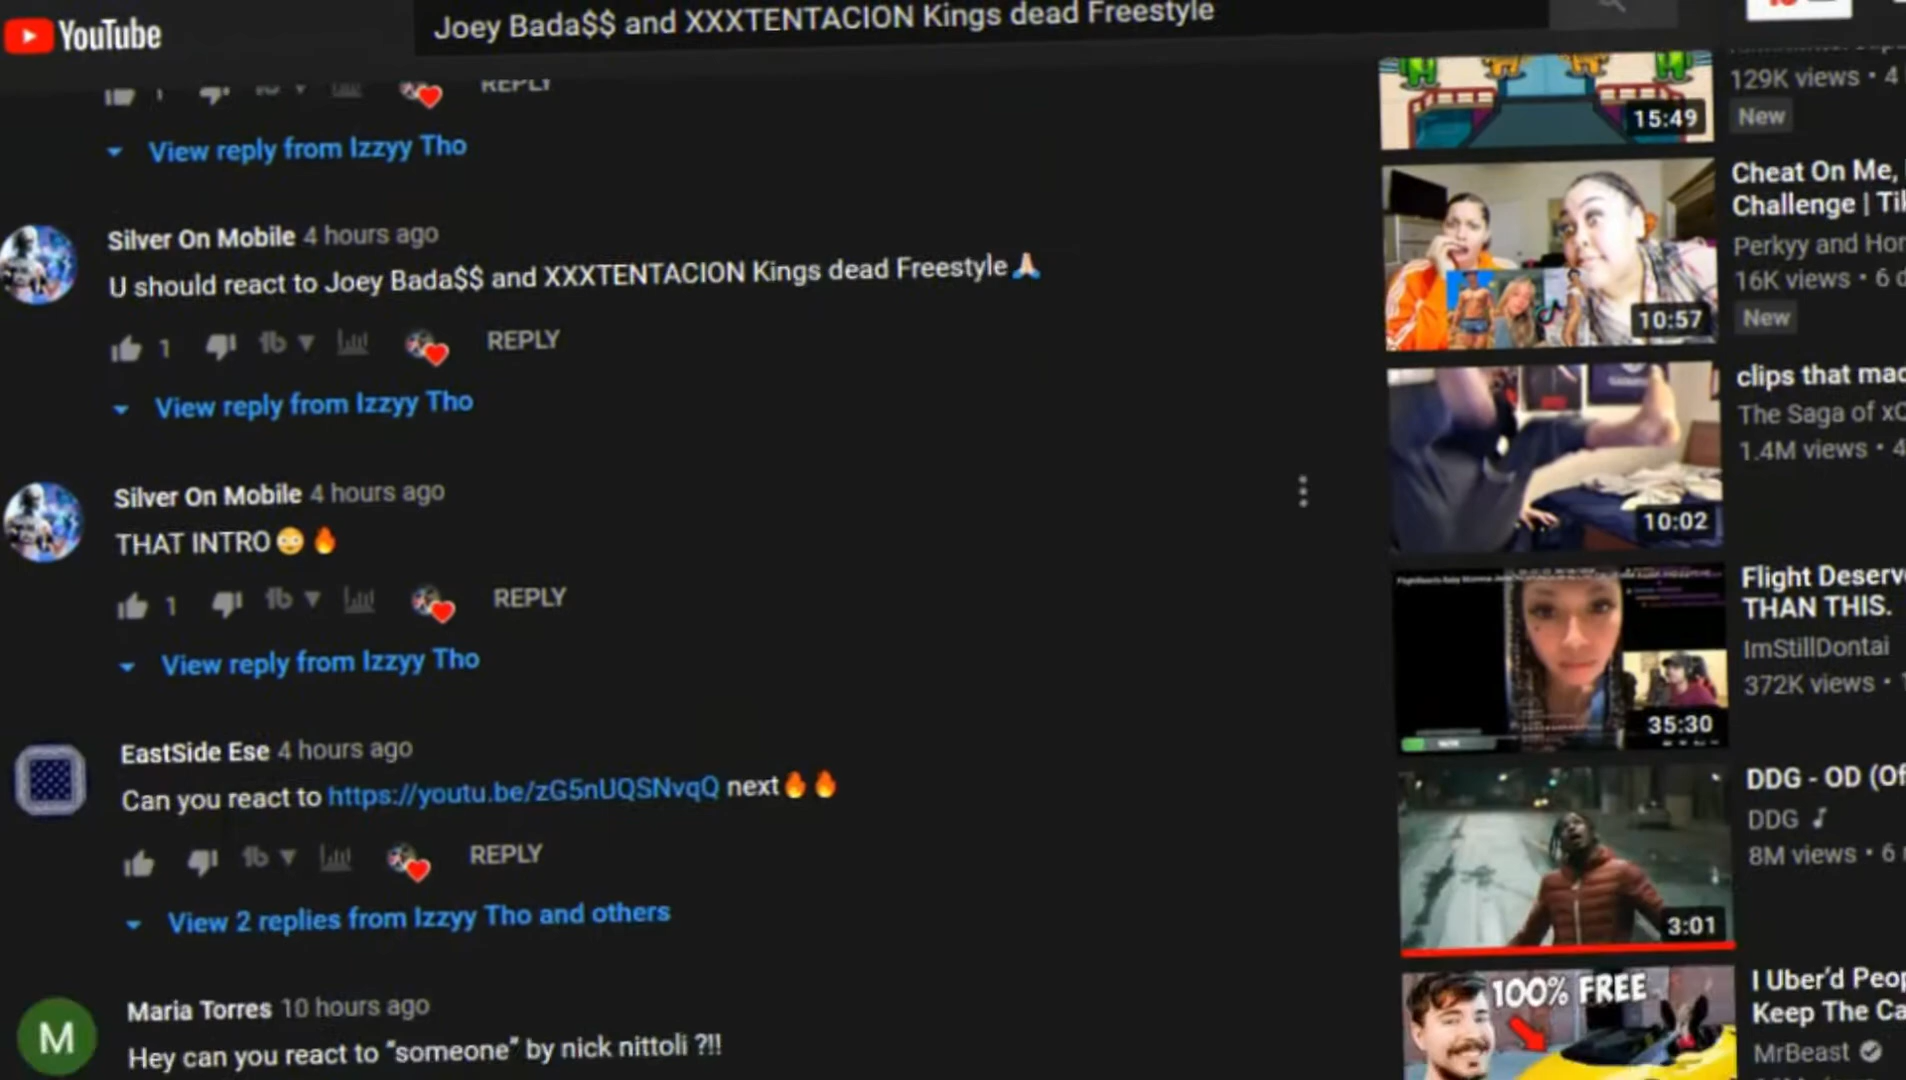 YouTube
Joey Bada$$ and XXXTENTACION Kings dead Freestyle
1
REPLY
View reply from Izzyy Tho
Silver On Mobile 4 hours ago
U should react to Joey Bada$$ and XXXTENTACION Kings dead Freestyle🙏
1 REPLY
View reply from Izzyy Tho
Silver On Mobile 4 hours ago
THAT INTRO😳🔥
1 REPLY
View reply from Izzyy Tho
EastSide Ese 4 hours ago
Can you react to https://youtu.be/zG5nUQSNvqQ next🔥🔥
REPLY
View 2 replies from Izzyy Tho and others
M
Maria Torres 10 hours ago
Hey can you react to “someone” by nick nittoli ?!!
15:49
129K views • 4
New
10:57
Cheat On Me,
Challenge |
Perkyy and
16K views • 6
New
10:02
clips that
The Saga of
1.4M views • 4
35:30
Flight
THAN THIS.
ImStillDontai
372K views •
3:01
DDG - OD
DDG
8M views • 6
100% FREE
I Uber'd
Keep The
MrBeast